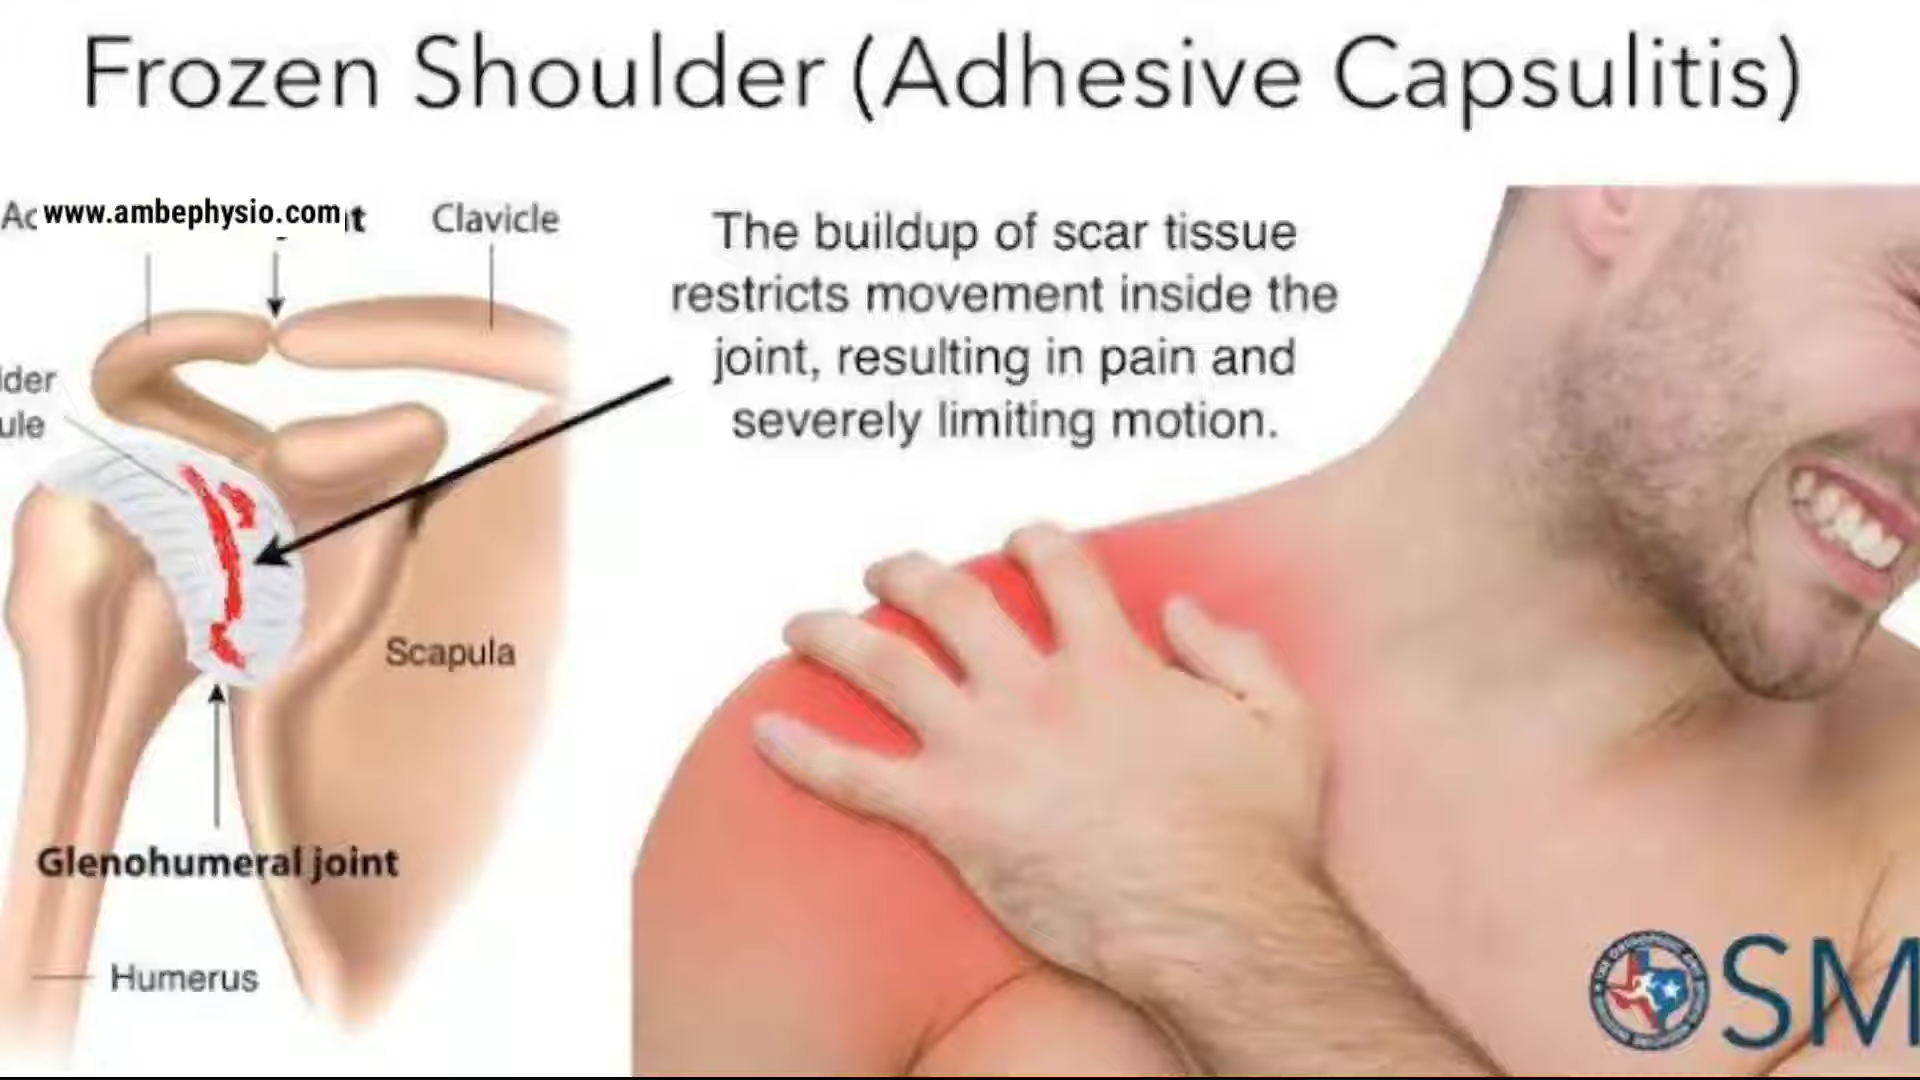 Frozen Shoulder (Adhesive Capsulitis)
www.ambephysio.com
Clavicle
The buildup of scar tissue
restricts movement inside the
joint, resulting in pain and
severely limiting motion.
Scapula
Glenohumeral joint
Humerus
SM